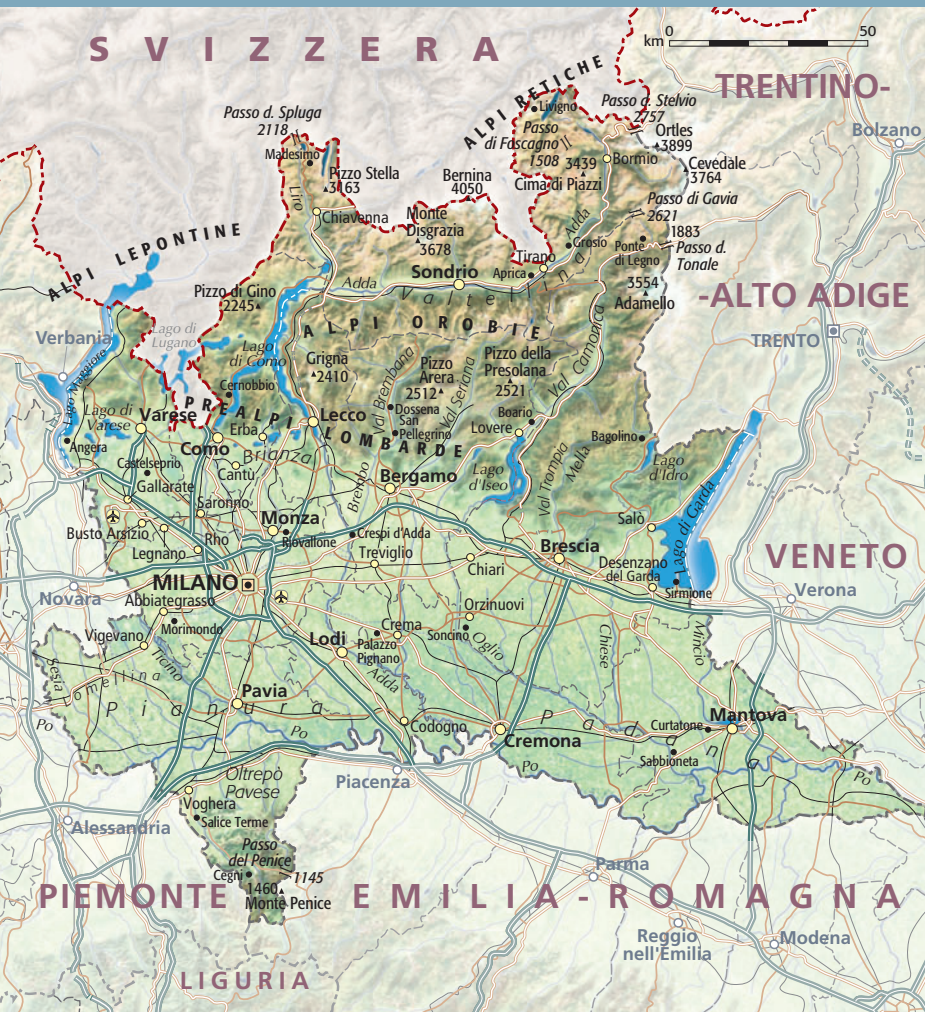 SVIZZERA
0 50
km
TRENTINO-
ALPI RETICHE
Livigno
Passo d. Stelvio
2757
Passo d. Spluga
2118
Passo
di Foscagno
1508
Ortles
3899
Bolzano
Madesimo
3439
Bormio
Cevedale
3764
Pizzo Stella
3163
Bernina
4050
Cima di Piazzi
Liro
Passo di Gavia
2621
Chiavenna
Monte
Disgrazia
3678
Adda
1883
ALPI LEPONTINE
Grosio
Ponte
di Legno
Passo d.
Tonale
Tirano
Aprica
Sondrio
Adda
Valtellina
3554
Adamello
-ALTO ADIGE
Pizzo di Gino
2245
ALPI OROBIE
Verbania
Lago di
Lugano
TRENTO
Lago
di Como
Grigna
2410
Val Brembana
Pizzo
Arera
2512
Val Seriana
Pizzo della
Presolana
2521
Val Camonica
Lago Maggiore
Cernobbio
PREALPI LOMBARDE
Lago di
Varese
Varese
Lecco
Dossena
San
Pellegrino
Boario
Lovere
Erba
Como
Angera
Brianza
Bagolino
Castelseprio
Cantù
Lago
d'Iseo
Val Trompia
Mella
Lago
d'Idro
Gallarate
Bergamo
Brembo
Saronno
Lago di Garda
Monza
Salò
Busto Arsizio
Rho
Rivoltana
Crespi d'Adda
Legnano
Treviglio
Brescia
VENETO
Chiari
Desenzano
del Garda
MILANO
Sirmione
Novara
Verona
Abbiategrasso
Orzinuovi
Morimondo
Crema
Vigevano
Lodi
Palazzo
Pignano
Soncino
Oglio
Chiese
Mincio
Ticino
Sesia
Lomellina
Adda
Pavia
Pianura Padana
Po
Po
Codogno
Curtatone
Mantova
Cremona
Sabbioneta
Po
Po
Piacenza
Oltrepò
Pavese
Voghera
Alessandria
Salice Terme
Passo
del Penice
1145
Cegni
1460
Monte Penice
Parma
PIEMONTE
EMILIA-ROMAGNA
Reggio
nell'Emilia
Modena
LIGURIA